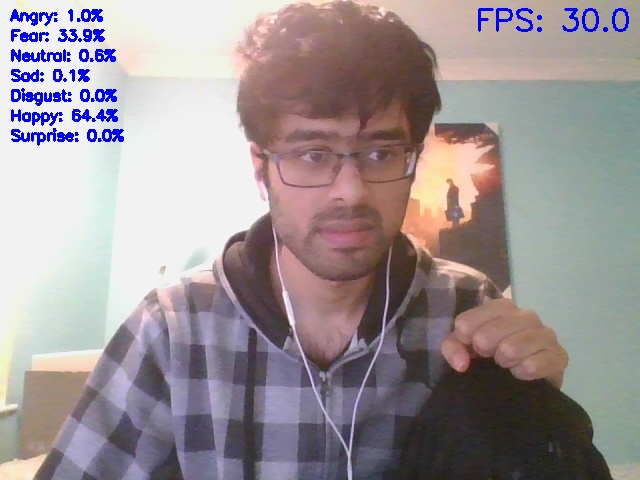 Angry: 1.0%
Fear: 33.9%
Neutral: 0.6%
Sad: 0.1%
Disgust: 0.0%
Happy: 64.4%
Surprise: 0.0%
FPS: 30.0